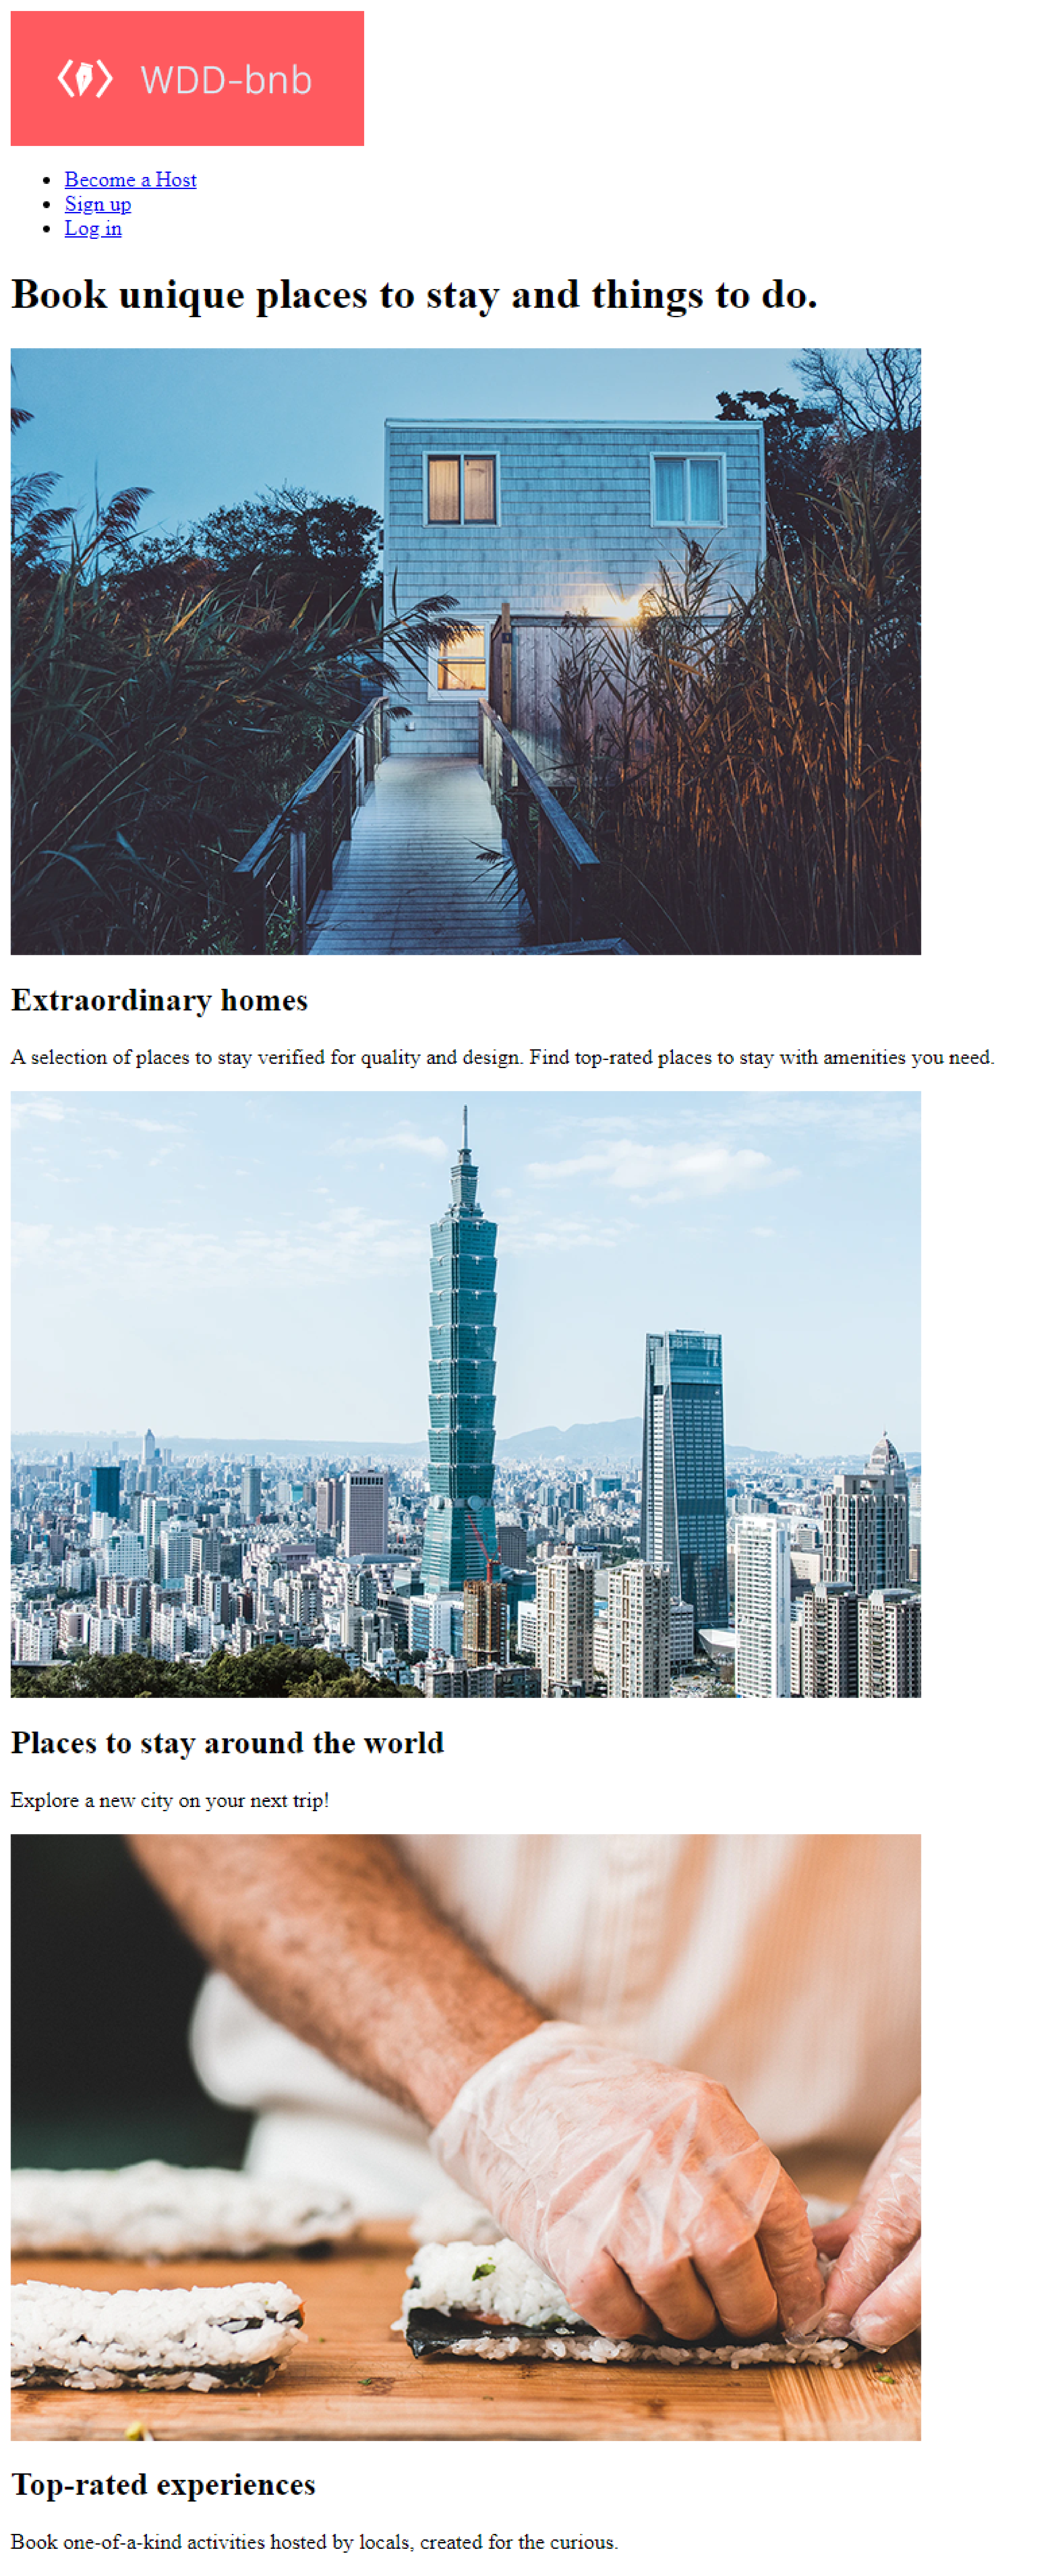 WDD-bnb
Become a Host
Sign up
Log in
Book unique places to stay and things to do.
Extraordinary homes
A selection of places to stay verified for quality and design. Find top-rated places to stay with amenities you need.
Places to stay around the world
Explore a new city on your next trip!
Top-rated experiences
Book one-of-a-kind activities hosted by locals, created for the curious.